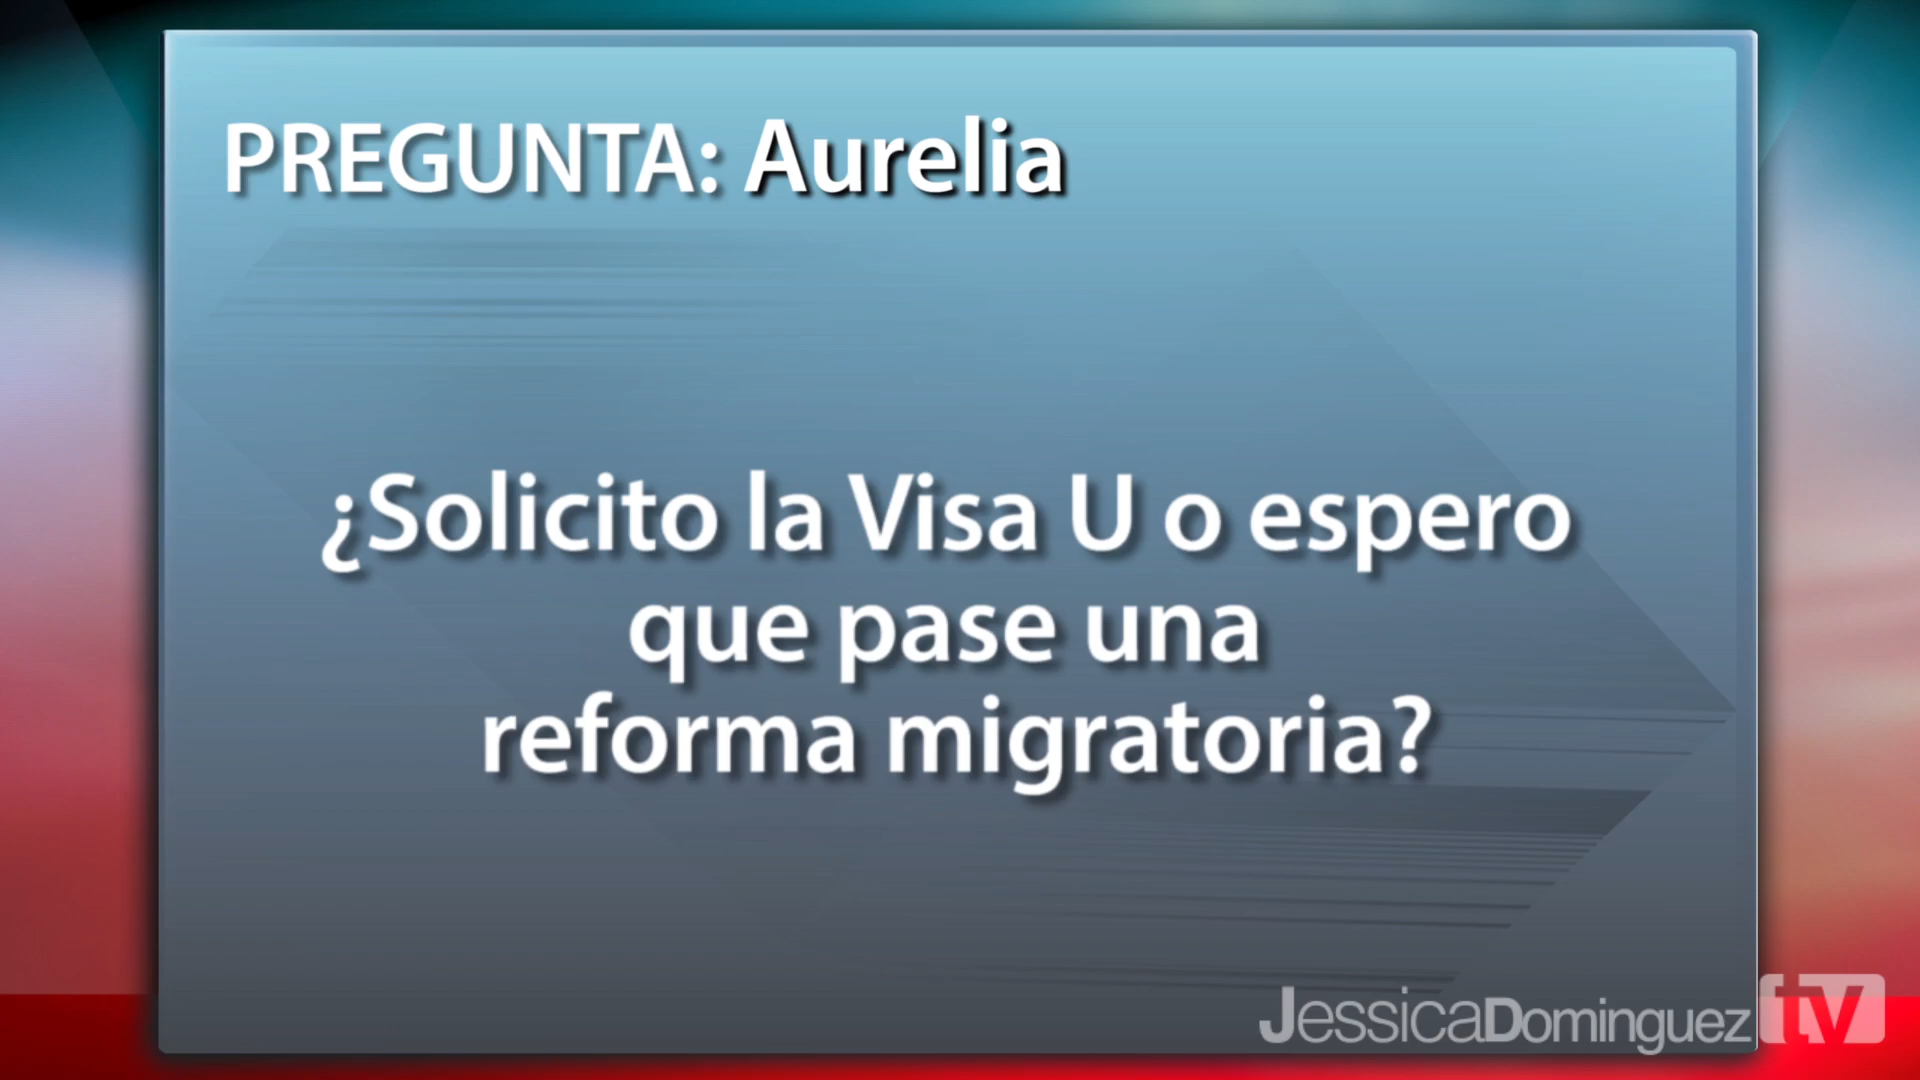 PREGUNTA: Aurelia
¿Solicito la Visa U o espero
que pase una
reforma migratoria?
JessicaDominguez tv